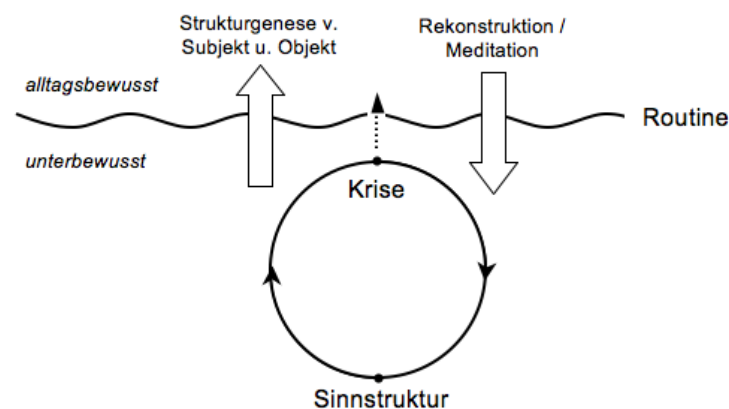 Strukturgenese v.
Subjekt u. Objekt
Rekonstruktion /
Meditation
alltagsbewusst
Routine
unterbewusst
Krise
Sinnstruktur